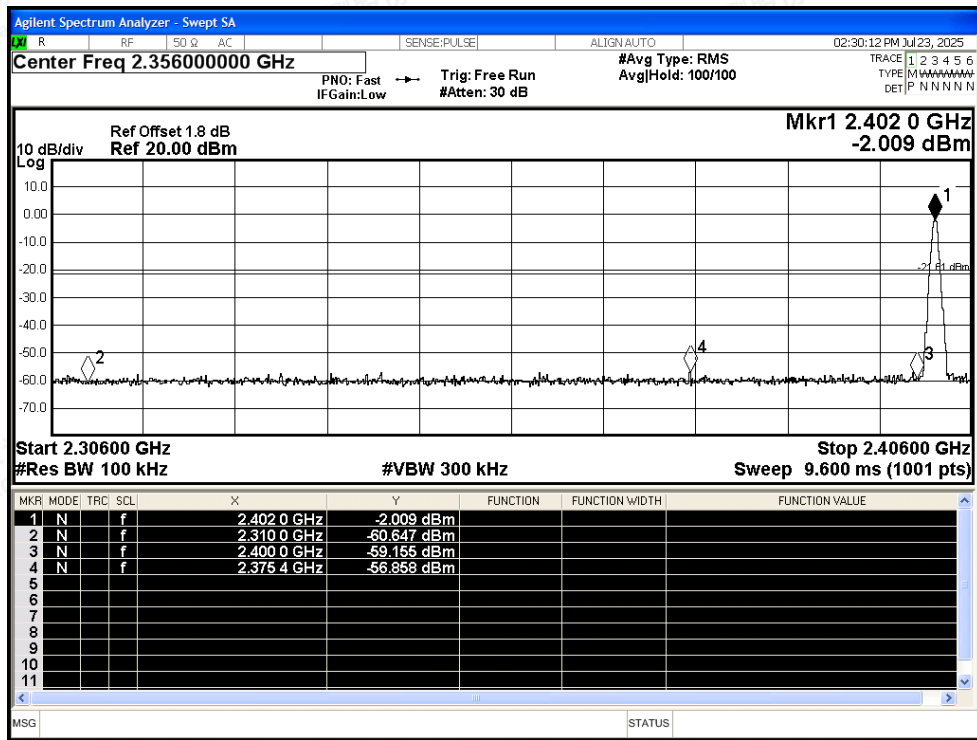 Agilent Spectrum Analyzer - Swept SA
LXI R RF 50 Ω AC SENSE:PULSE ALIGN AUTO 02:30:12 PM Jul 23, 2025
Center Freq 2.356000000 GHz
PNO: Fast
IFGain:Low
Trig: Free Run
#Atten: 30 dB
#Avg Type: RMS
Avg|Hold: 100/100
TRACE 1 2 3 4 5 6
TYPE M WWWWW
DET P N N N N N
Mkr1 2.402 0 GHz
-2.009 dBm
Ref Offset 1.8 dB
10 dB/div Ref 20.00 dBm
Log
10.0
0.00
-10.0
-20.0
-30.0
-40.0
-50.0
-60.0
-70.0
1
2
4
3
Start 2.30600 GHz Stop 2.40600 GHz
#Res BW 100 kHz #VBW 300 kHz Sweep 9.600 ms (1001 pts)
MKR MODE TRC SCL X Y FUNCTION FUNCTION WIDTH FUNCTION VALUE
1 N f 2.402 0 GHz -2.009 dBm
2 N f 2.310 0 GHz -60.647 dBm
3 N f 2.400 0 GHz -59.155 dBm
4 N f 2.375 4 GHz -56.858 dBm
5
6
7
8
9
10
11
MSG STATUS